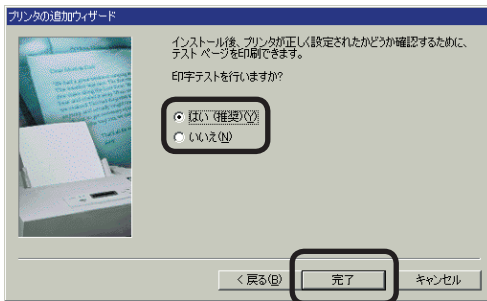 プリンタの追加ウィザード
インストール後、プリンタが正しく設定されたかどうか確認するために、
テスト ページを印刷できます。
印字テストを行いますか?
はい (推奨)(Y)
いいえ(N)
< 戻る(B)
完了
キャンセル